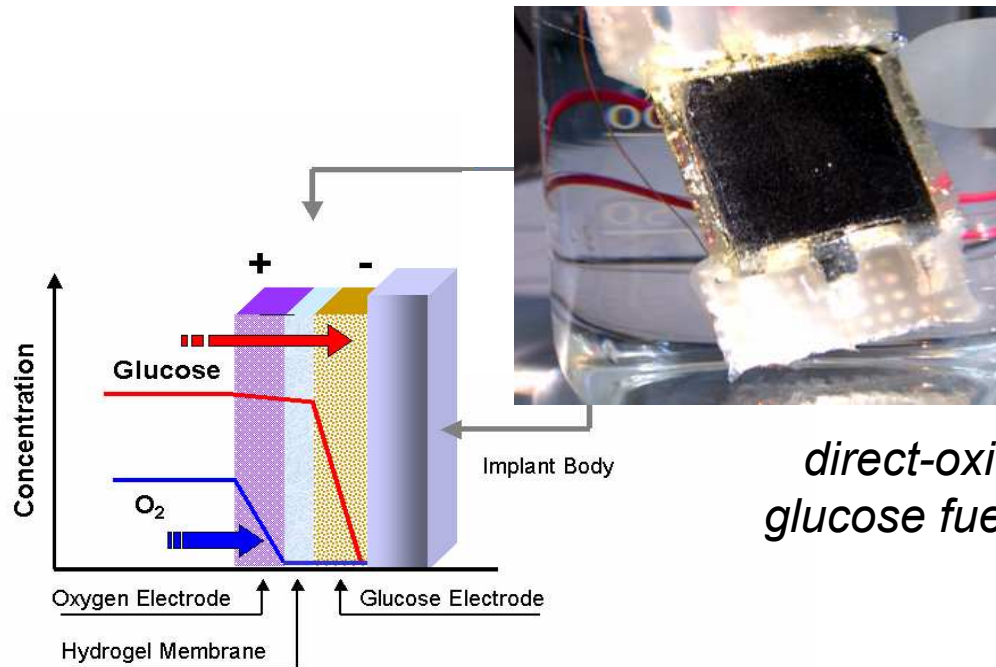 + -
Glucose
Concentration
O₂
Implant Body
direct-oxi
glucose fue
Oxygen Electrode
Glucose Electrode
Hydrogel Membrane